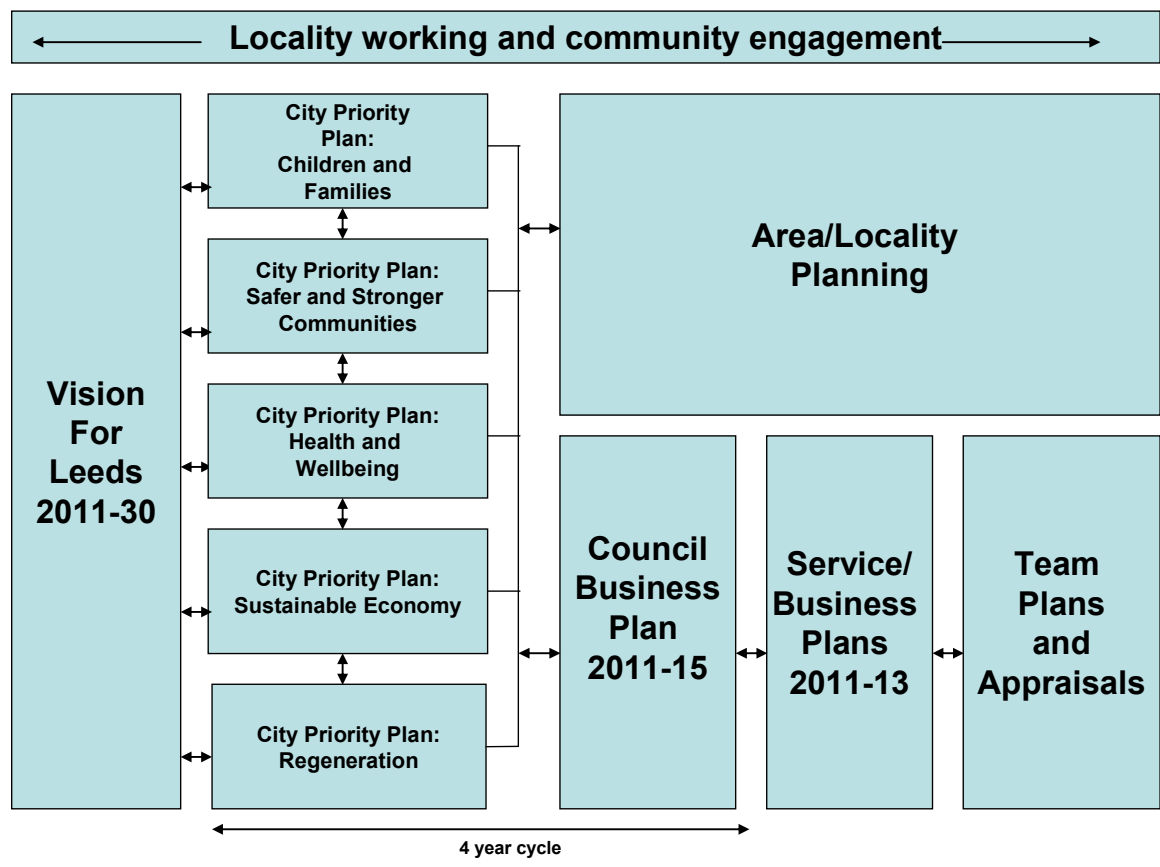 Locality working and community engagement
Vision
For
Leeds
2011-30
City Priority
Plan:
Children and
Families
City Priority Plan:
Safer and Stronger
Communities
City Priority Plan:
Health and
Wellbeing
City Priority Plan:
Sustainable Economy
City Priority Plan:
Regeneration
Area/Locality
Planning
Council
Business
Plan
2011-15
Service/
Business
Plans
2011-13
Team
Plans
and
Appraisals
4 year cycle